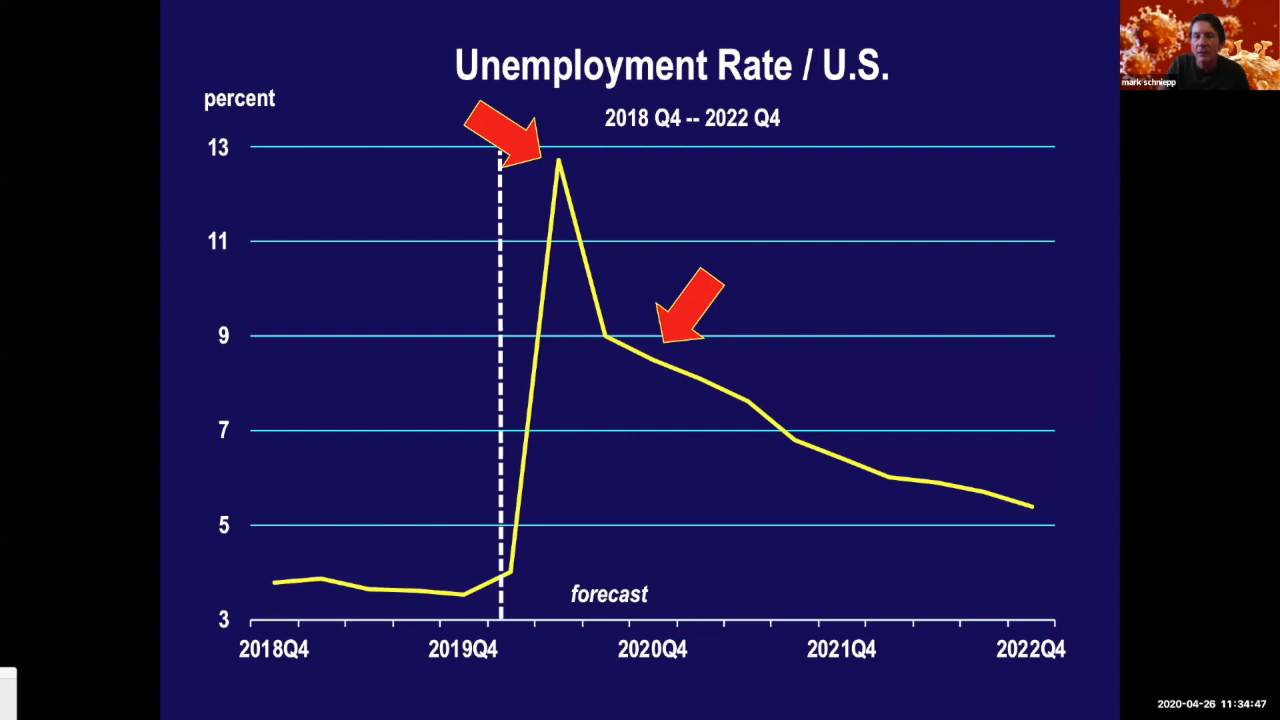 Unemployment Rate / U.S.
percent
2018 Q4 -- 2022 Q4
13
11
9
7
5
3
forecast
2018Q4 2019Q4 2020Q4 2021Q4 2022Q4
mark schniepp
2020-04-26 11:34:47